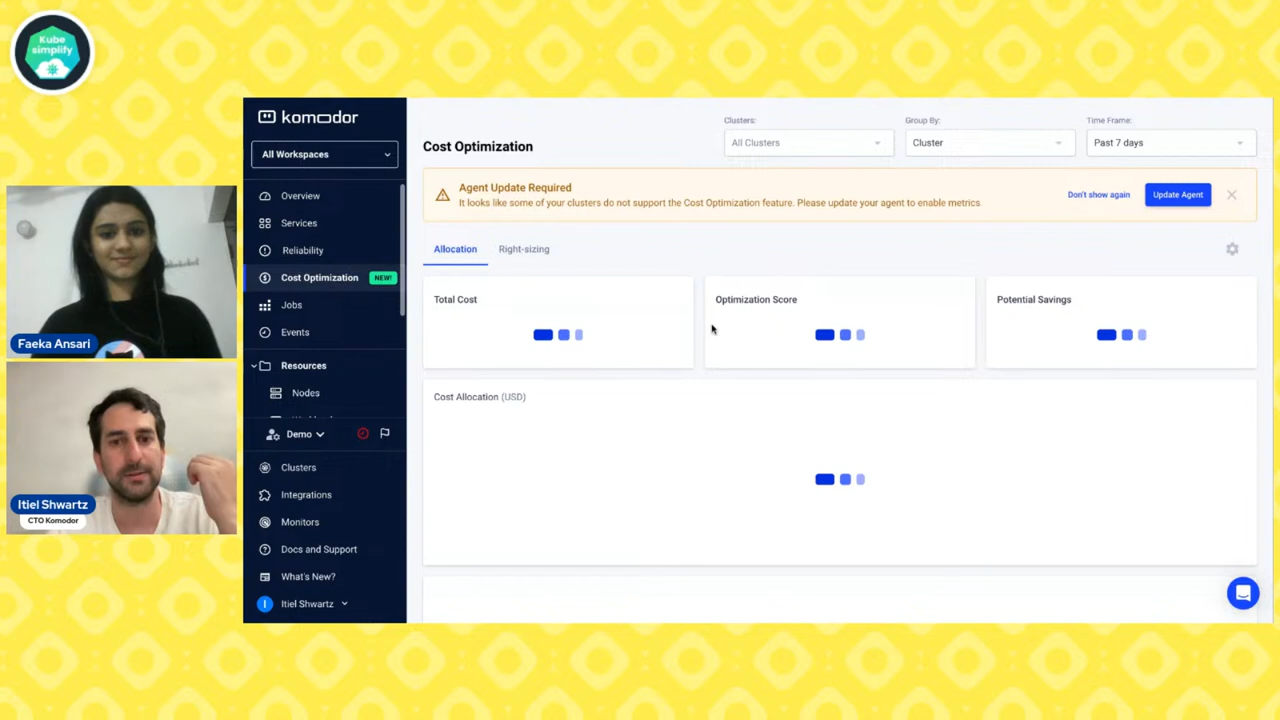 Kube
simplify
Faeka Ansari
Itiel Shwartz
CTO Komodor
komodor
All Workspaces
Overview
Services
Reliability
Cost Optimization NEW!
Jobs
Events
Resources
Nodes
Demo
Clusters
Integrations
Monitors
Docs and Support
What's New?
I Itiel Shwartz
Cost Optimization
Clusters:
All Clusters
Group By:
Cluster
Time Frame:
Past 7 days
Agent Update Required
It looks like some of your clusters do not support the Cost Optimization feature. Please update your agent to enable metrics.
Don't show again
Update Agent
Allocation
Right-sizing
Total Cost
Optimization Score
Potential Savings
Cost Allocation (USD)